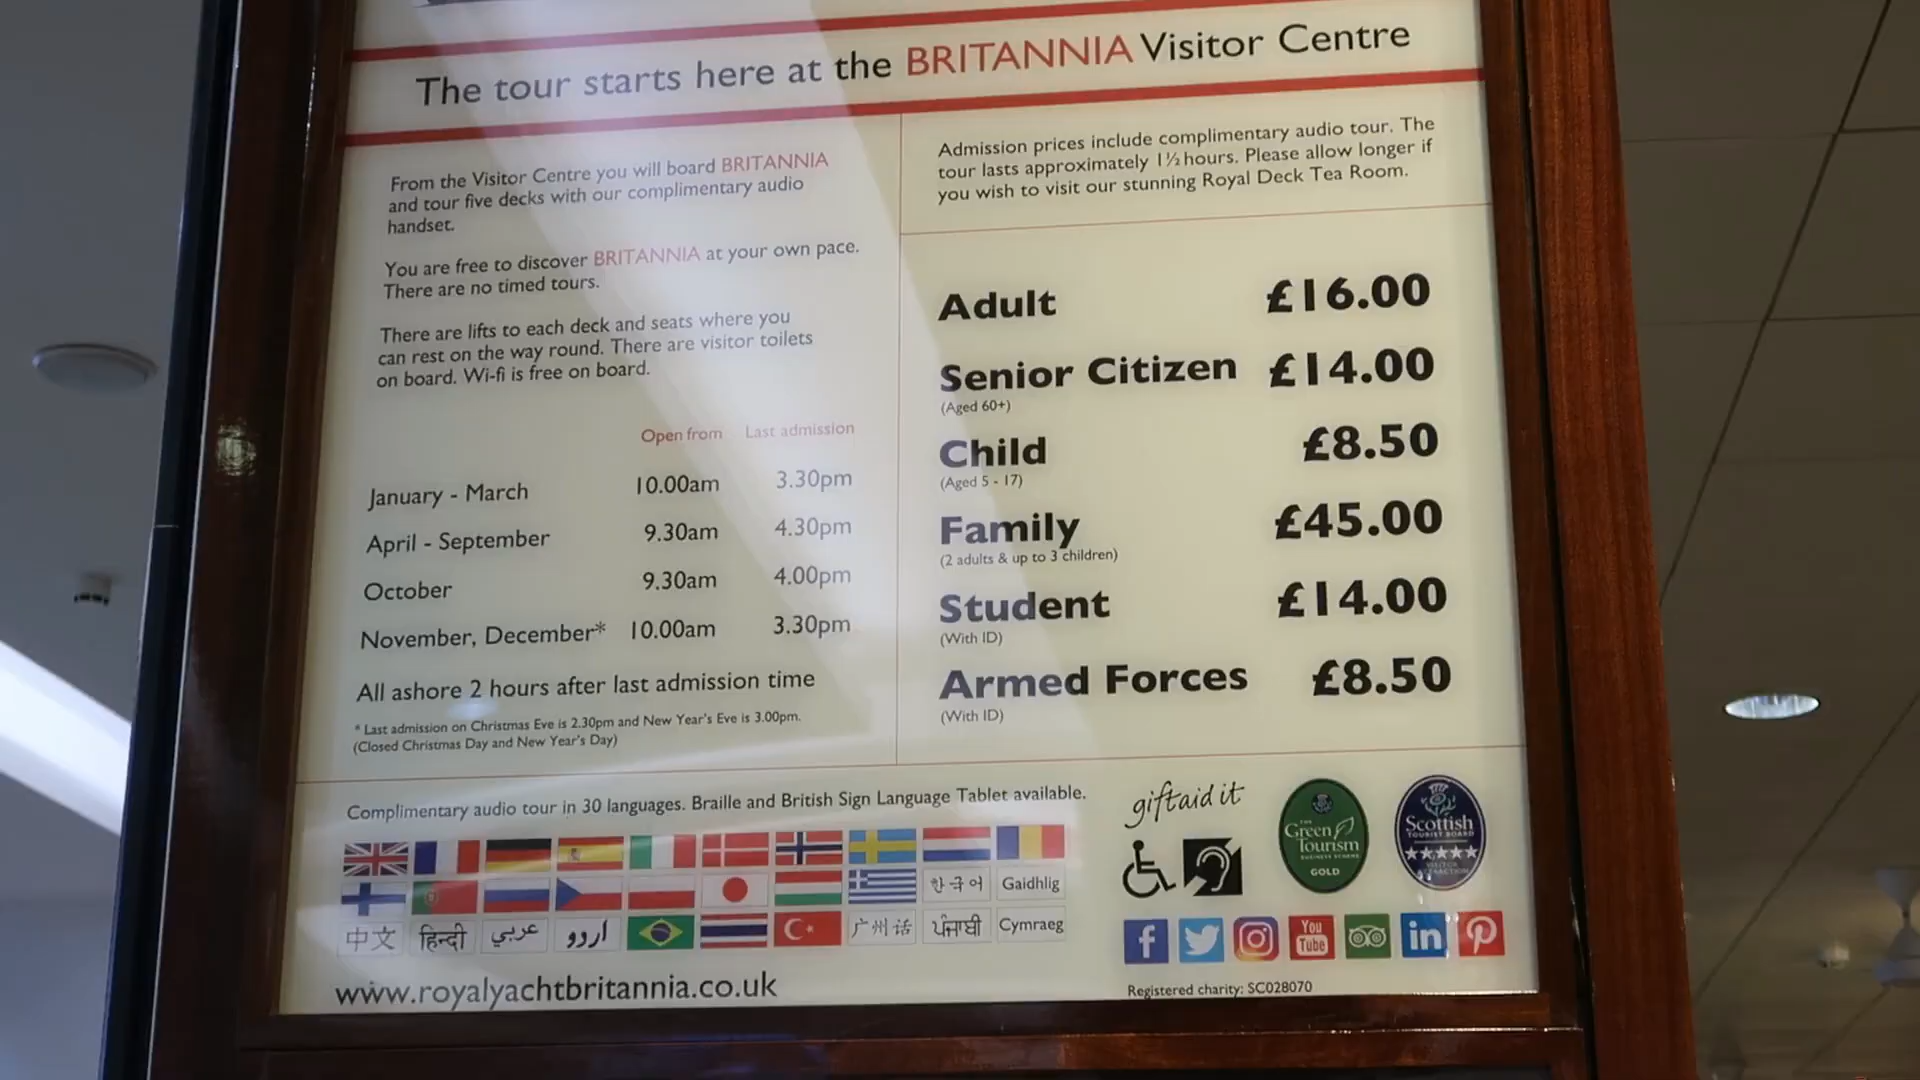 The tour starts here at the BRITANNIA Visitor Centre
From the Visitor Centre you will board BRITANNIA
and tour five decks with our complimentary audio
handset.
You are free to discover BRITANNIA at your own pace.
There are no timed tours.
There are lifts to each deck and seats where you
can rest on the way round. There are visitor toilets
on board. Wi-fi is free on board.
Open from Last admission
January - March 10.00am 3.30pm
April - September 9.30am 4.30pm
October 9.30am 4.00pm
November, December* 10.00am 3.30pm
All ashore 2 hours after last admission time
* Last admission on Christmas Eve is 2.30pm and New Year's Eve is 3.00pm.
(Closed Christmas Day and New Year's Day)
Admission prices include complimentary audio tour. The
tour lasts approximately 1½ hours. Please allow longer if
you wish to visit our stunning Royal Deck Tea Room.
Adult £16.00
Senior Citizen £14.00
(Aged 60+)
Child £8.50
(Aged 5 - 17)
Family £45.00
(2 adults & up to 3 children)
Student £14.00
(With ID)
Armed Forces £8.50
(With ID)
Complimentary audio tour in 30 languages. Braille and British Sign Language Tablet available.
한국어 Gaidhlig
中文 हिन्दी عربي اردو 广州话 ਪੰਜਾਬੀ Cymraeg
www.royalyachtbritannia.co.uk
giftaid it
THE
Green
Tourism
BUSINESS SCHEME
GOLD
Scottish
TOURIST BOARD
You
Tube
in
Registered charity: SC028070